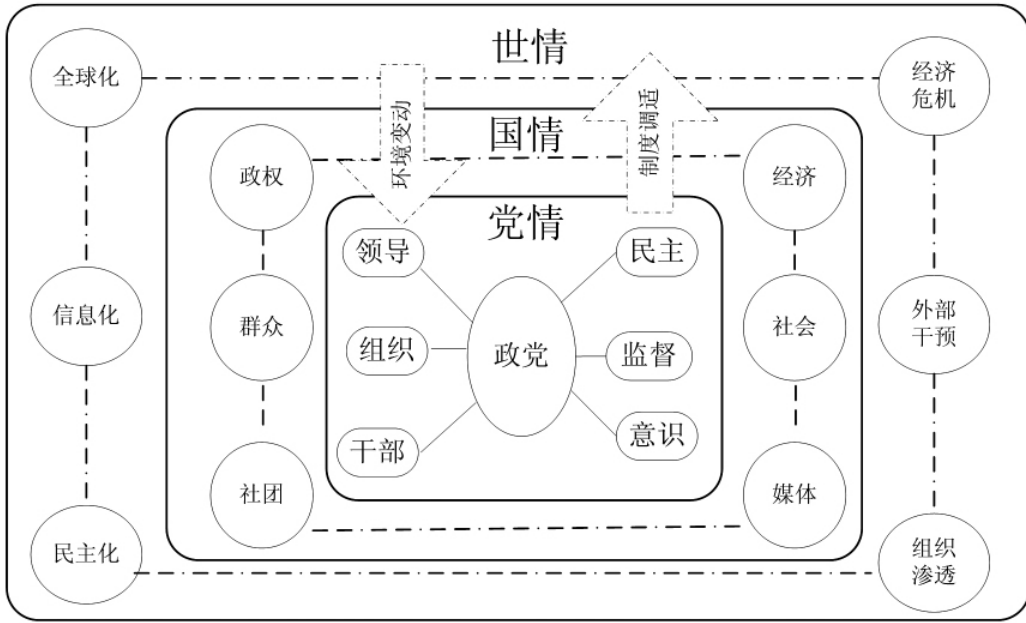 世情
全球化
经济
危机
环境变动
制度调适
国情
政权
经济
党情
领导
民主
信息化
群众
组织
政党
监督
社会
外部
干预
干部
意识
社团
媒体
民主化
组织
渗透